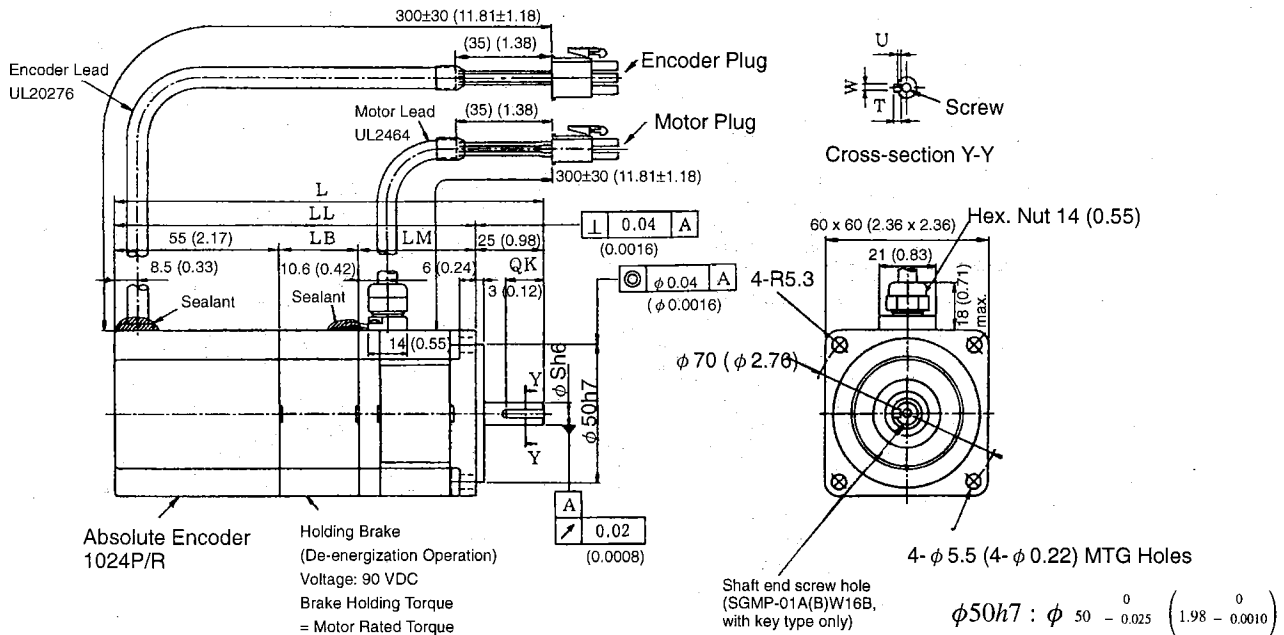 300±30 (11.81±1.18)
(35) (1.38)
Encoder Plug
Encoder Lead
UL20276
Motor Lead
UL2464
(35) (1.38)
Motor Plug
300±30 (11.81±1.18)
U
W
T
Screw
Cross-section Y-Y
L
LL
55 (2.17)
LB
LM
25 (0.98)
⊥ 0.04 A
(0.0016)
8.5 (0.33)
10.6 (0.42)
6 (0.24)
QK
3 (0.12)
◎ φ0.04 A
(φ0.0016)
Sealant
Sealant
14 (0.55)
φSh6
φ50h7
Y
Y
A
↗ 0.02
(0.0008)
Hex. Nut 14 (0.55)
60 x 60 (2.36 x 2.36)
21 (0.83)
4-R5.3
18 (0.71)
max.
φ70 (φ2.76)
Absolute Encoder
1024P/R
Holding Brake
(De-energization Operation)
Voltage: 90 VDC
Brake Holding Torque
= Motor Rated Torque
4-φ5.5 (4-φ0.22) MTG Holes
Shaft end screw hole
(SGMP-01A(B)W16B,
with key type only)
φ50h7 : φ 50 0 - 0.025 (1.98 0 - 0.0010)